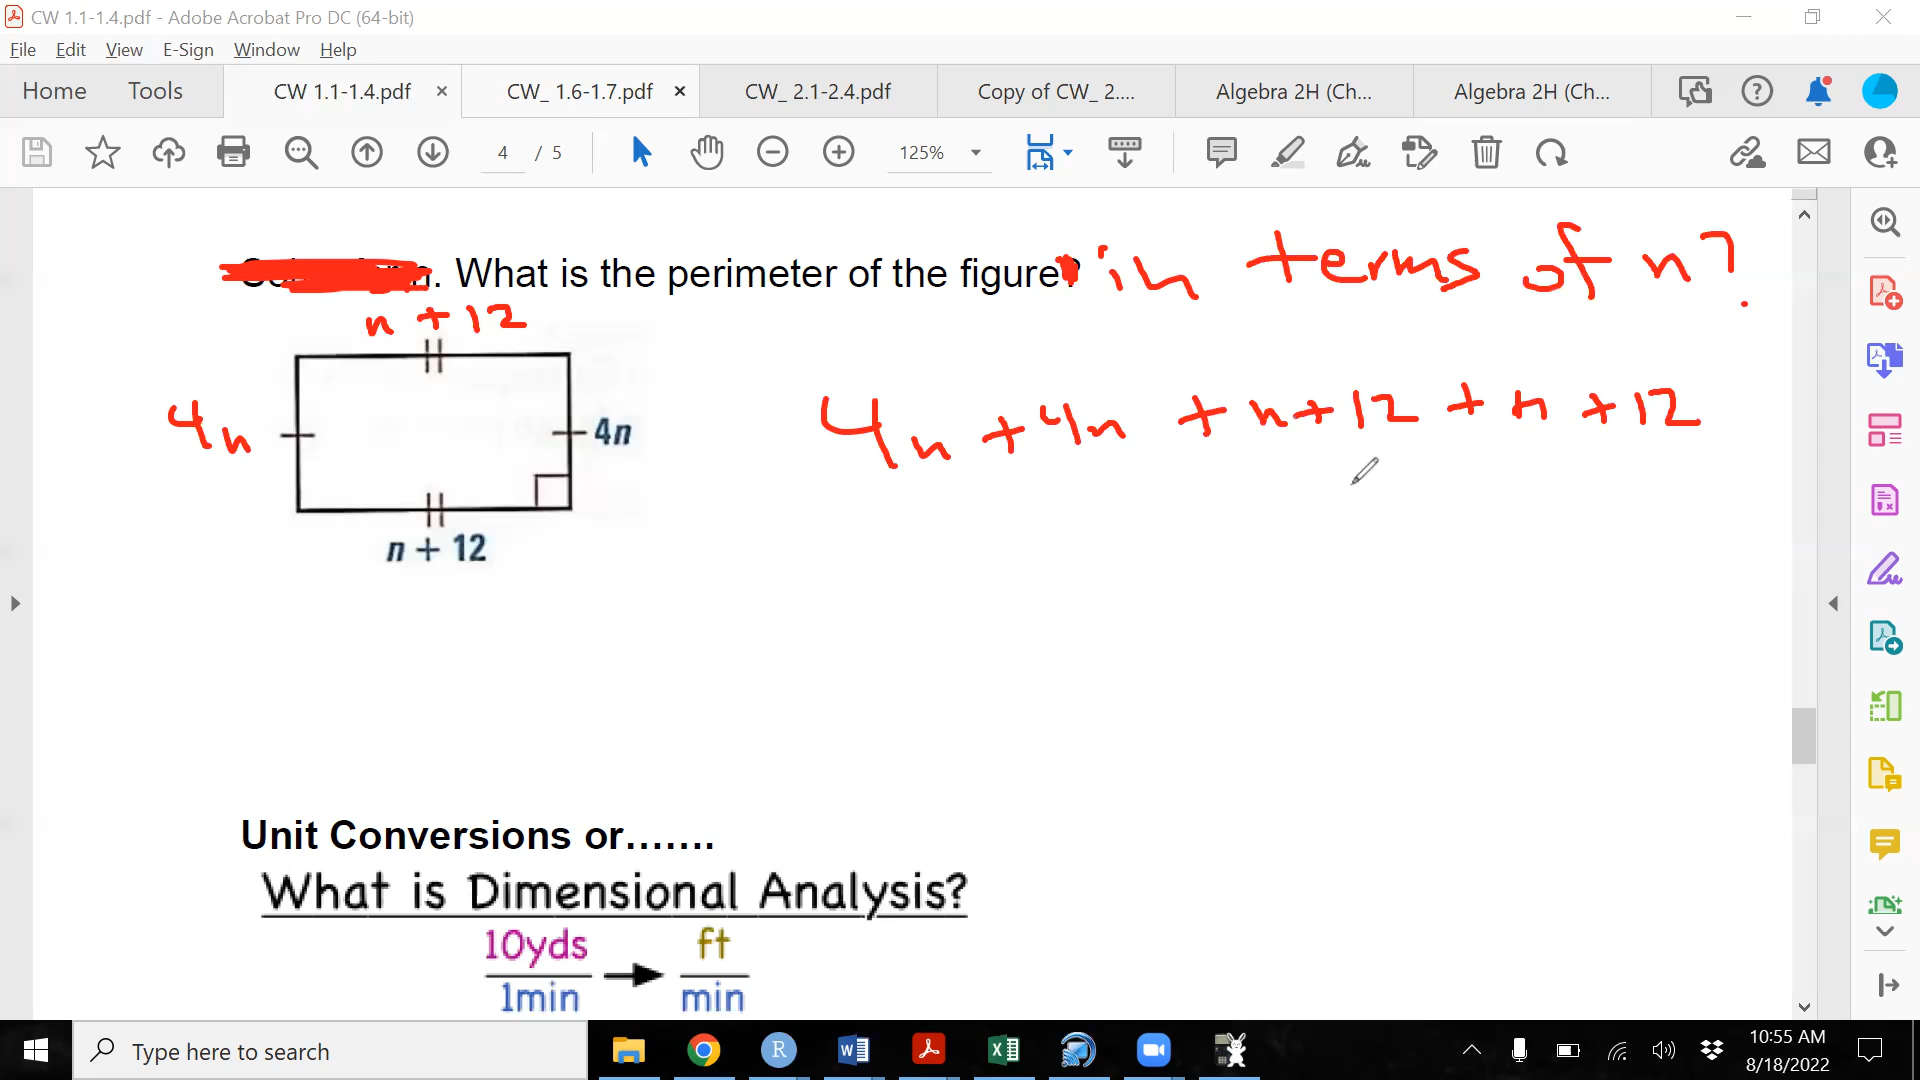 CW 1.1-1.4.pdf - Adobe Acrobat Pro DC (64-bit)
File Edit View E-Sign Window Help
Home Tools CW 1.1-1.4.pdf × CW_ 1.6-1.7.pdf × CW_ 2.1-2.4.pdf Copy of CW_ 2.... Algebra 2H (Ch... Algebra 2H (Ch...
4 / 5 125%
. What is the perimeter of the figure? in terms of n?
n + 12
4n 4n
4n + 4n + n + 12 + n + 12
n + 12
Unit Conversions or.......
What is Dimensional Analysis?
10yds ft
1min min
Type here to search
10:55 AM
8/18/2022